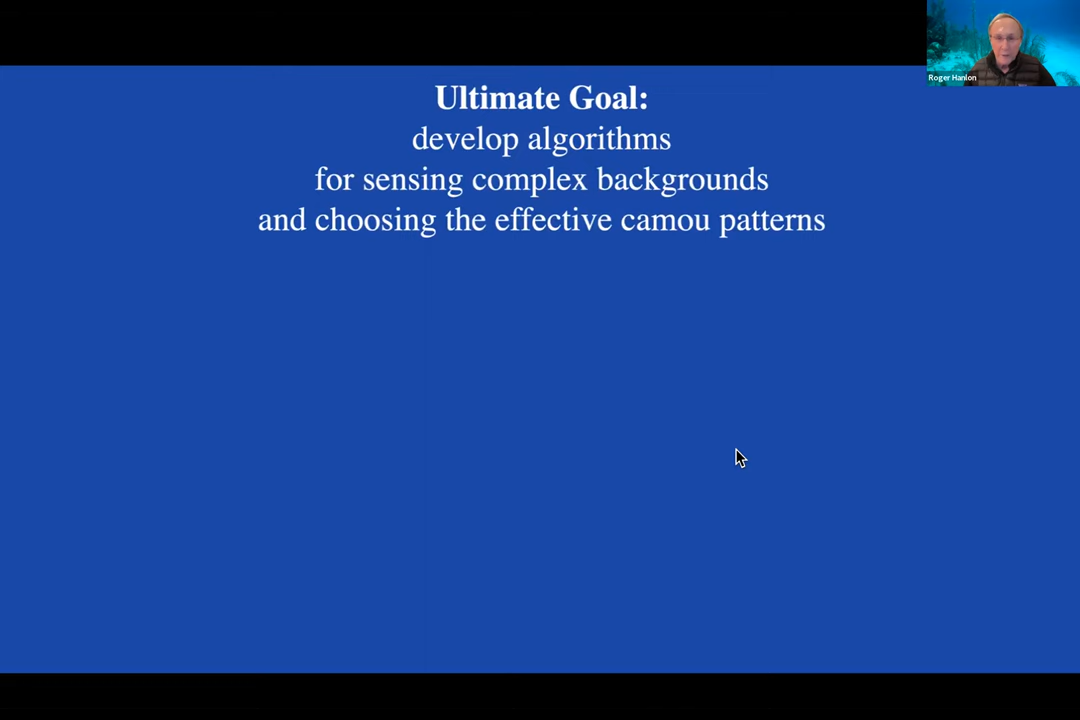 Ultimate Goal:
develop algorithms
for sensing complex backgrounds
and choosing the effective camou patterns
Roger Hanlon